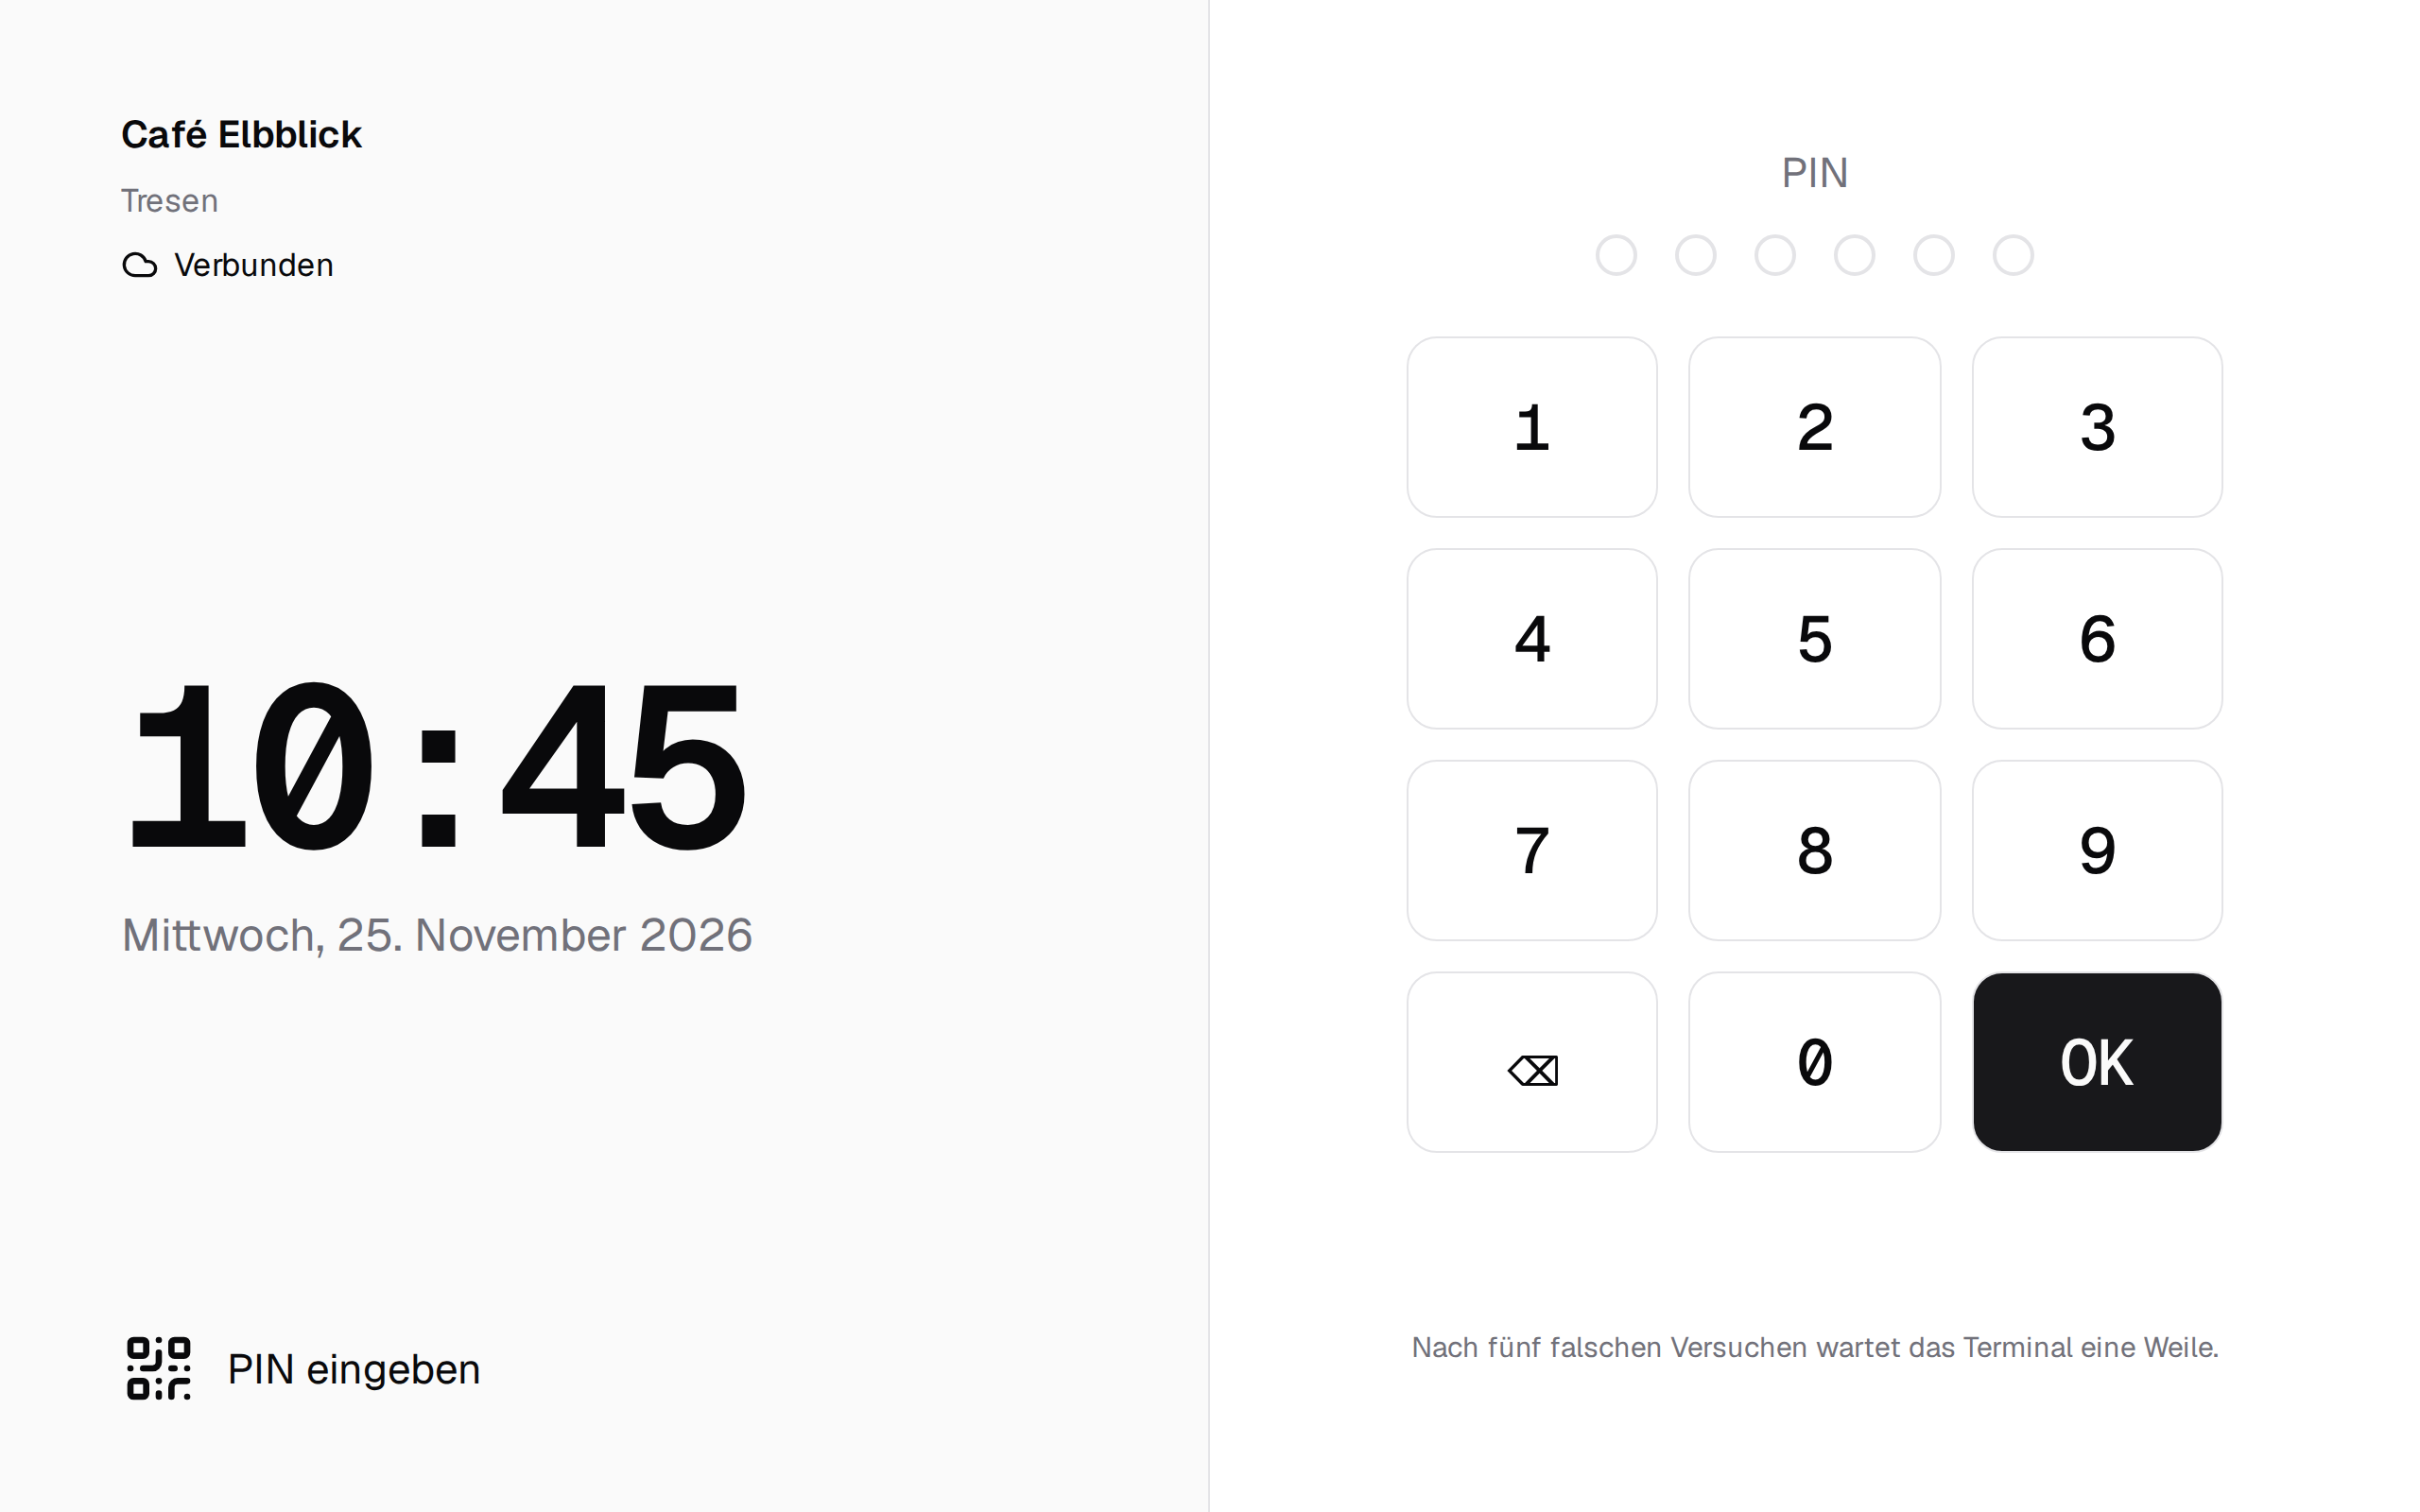 Café Elbblick
Tresen
Verbunden
10:45
Mittwoch, 25. November 2026
PIN eingeben
PIN
1 2 3
4 5 6
7 8 9
⌫ 0 OK
Nach fünf falschen Versuchen wartet das Terminal eine Weile.